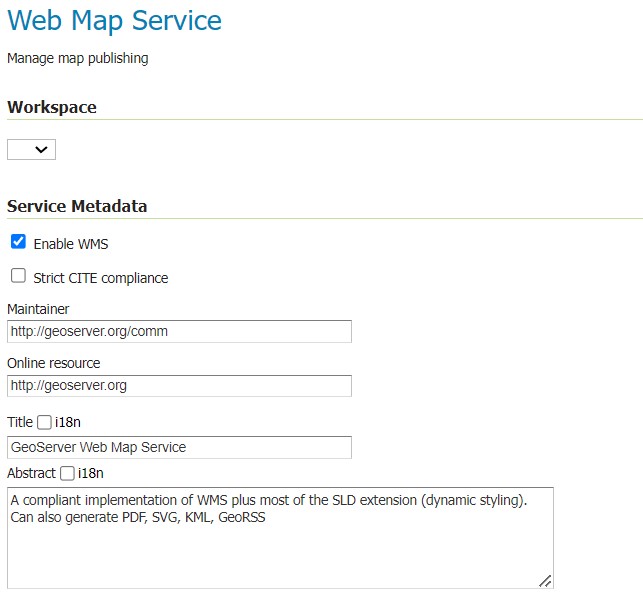 Web Map Service
Manage map publishing
Workspace
Service Metadata
Enable WMS
Strict CITE compliance
Maintainer
http://geoserver.org/comm
Online resource
http://geoserver.org
Title i18n
GeoServer Web Map Service
Abstract i18n
A compliant implementation of WMS plus most of the SLD extension (dynamic styling).
Can also generate PDF, SVG, KML, GeoRSS